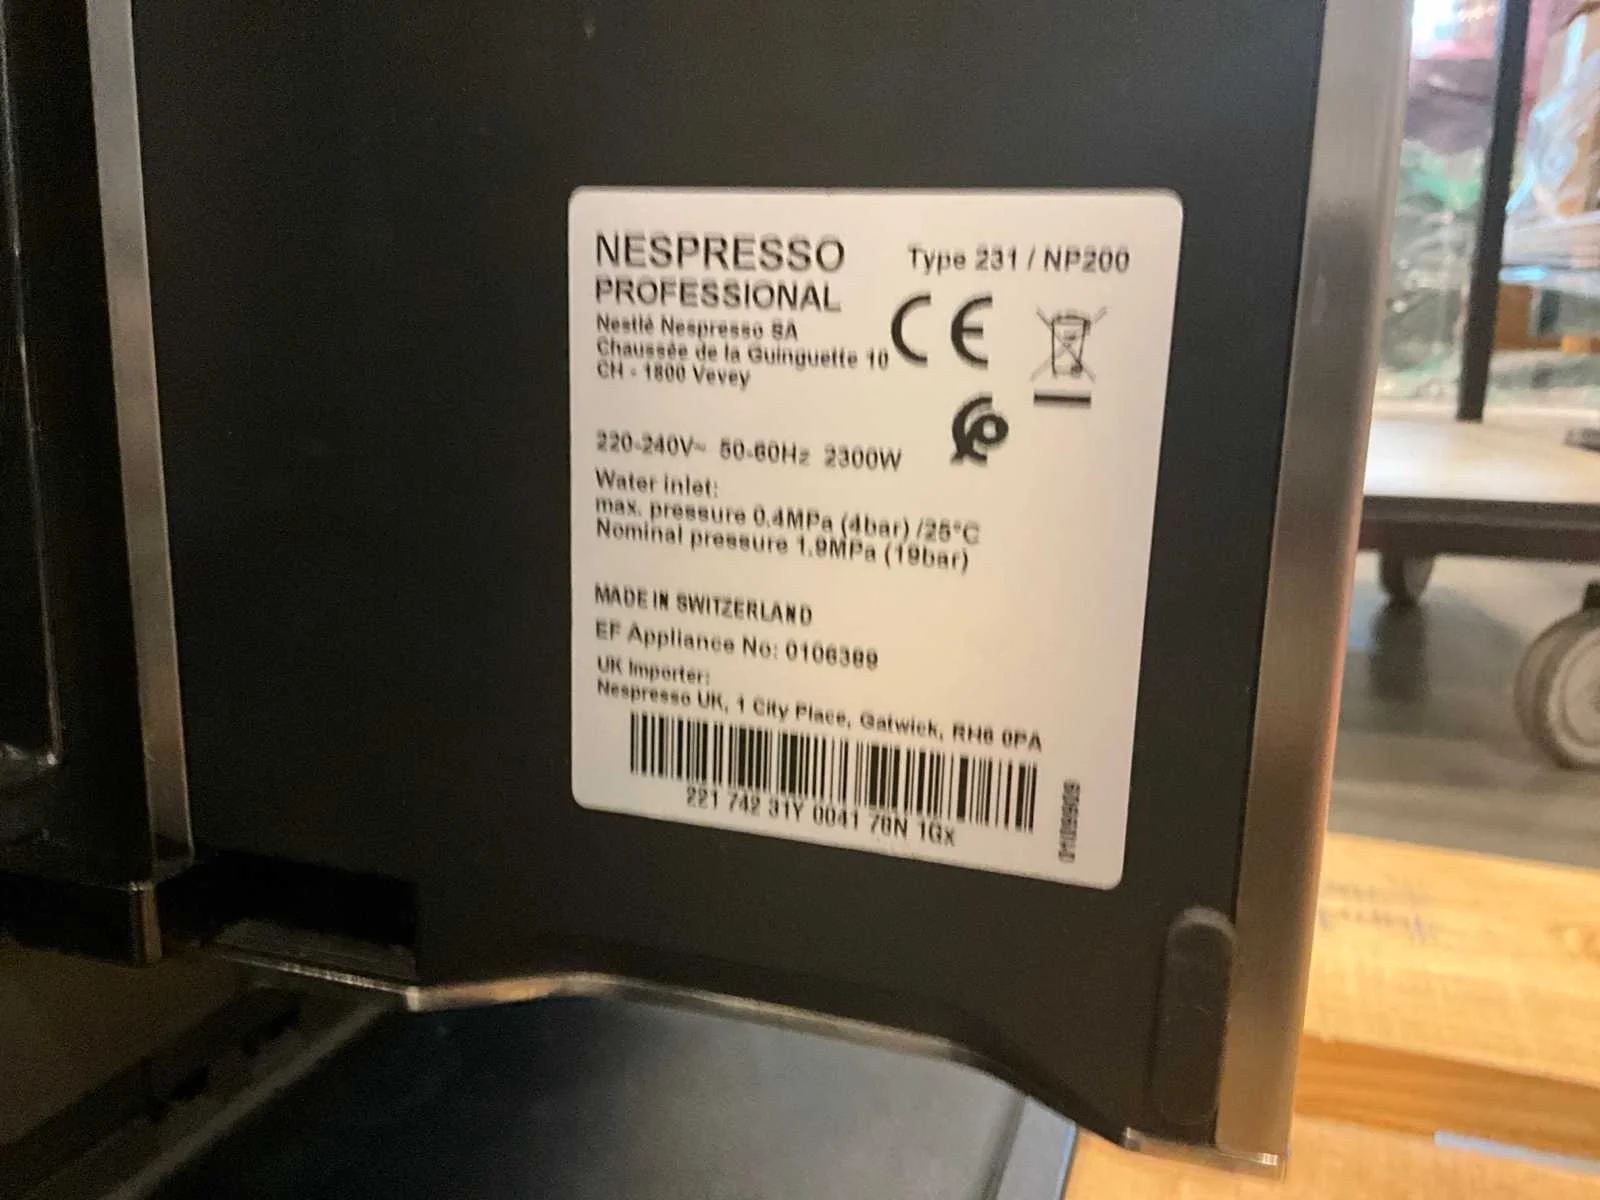 NESPRESSO
PROFESSIONAL
Type 231 / NP200
Nestlé Nespresso SA
Chaussée de la Guinguette 10
CH - 1800 Vevey
CE
220-240V~ 50-60Hz 2300W
Water inlet:
max. pressure 0.4MPa (4bar) /25°C
Nominal pressure 1.9MPa (19bar)
MADE IN SWITZERLAND
EF Appliance No: 0106389
UK Importer:
Nespresso UK, 1 City Place, Gatwick, RH6 0PA
221 742 31Y 0041 78N 1Gx